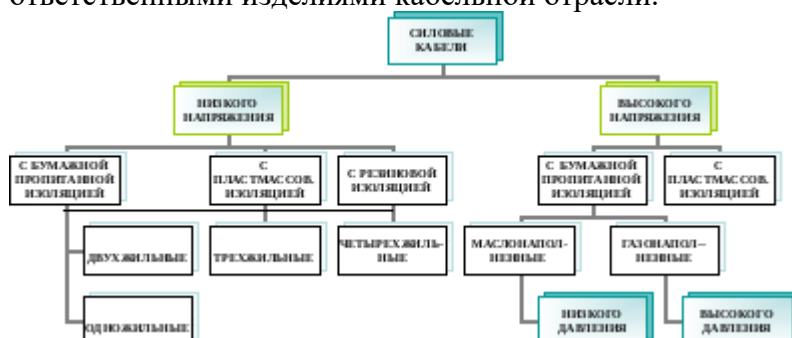 ответственными изделиями кабельной отрасли.
СИЛОВЫЕ
КАБЕЛИ
НИЗКОГО
НАПРЯЖЕНИЯ
ВЫСОКОГО
НАПРЯЖЕНИЯ
С БУМАЖНОЙ
ПРОПИТАННОЙ
ИЗОЛЯЦИЕЙ
С
ПЛАСТМАССОВ.
ИЗОЛЯЦИЕЙ
С РЕЗИНОВОЙ
ИЗОЛЯЦИЕЙ
С БУМАЖНОЙ
ПРОПИТАННОЙ
ИЗОЛЯЦИЕЙ
С
ПЛАСТМАССОВ.
ИЗОЛЯЦИЕЙ
ДВУХЖИЛЬНЫЕ
ТРЕХЖИЛЬНЫЕ
ЧЕТЫРЕХЖИЛЬ-
НЫЕ
МАСЛОНАПОЛ-
НЕННЫЕ
ГАЗОНАПОЛ–
НЕННЫЕ
ОДНОЖИЛЬНЫЕ
НИЗКОГО
ДАВЛЕНИЯ
ВЫСОКОГО
ДАВЛЕНИЯ